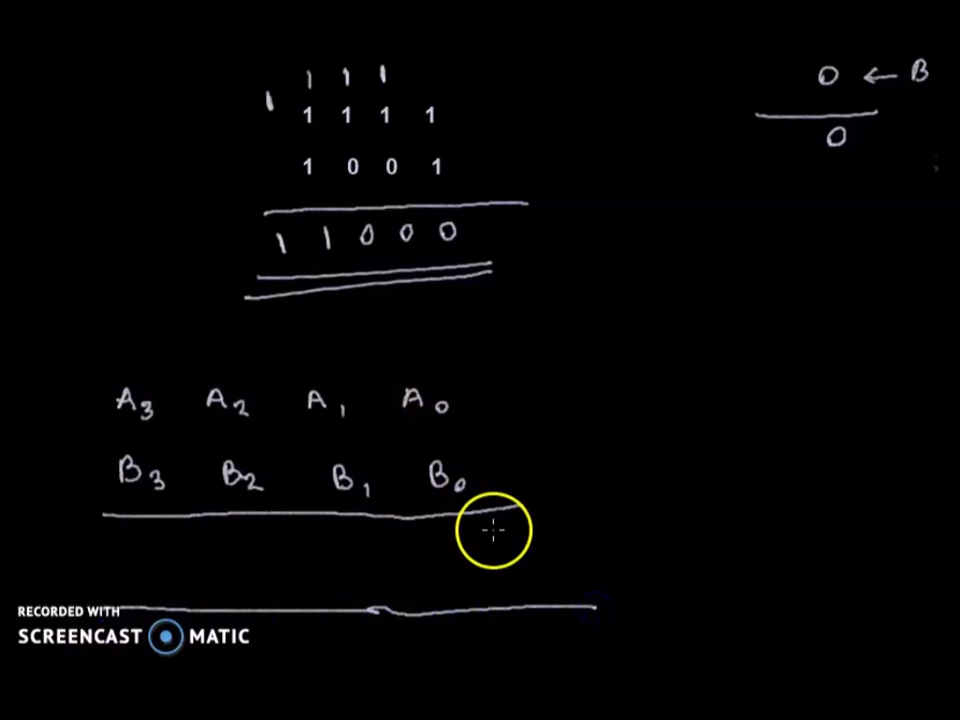 1 1 1
1
1 1 1 1
1 0 0 1
1 1 0 0 0
0 ← B
0
A3 A2 A1 A0
B3 B2 B1 B0
RECORDED WITH
SCREENCAST MATIC